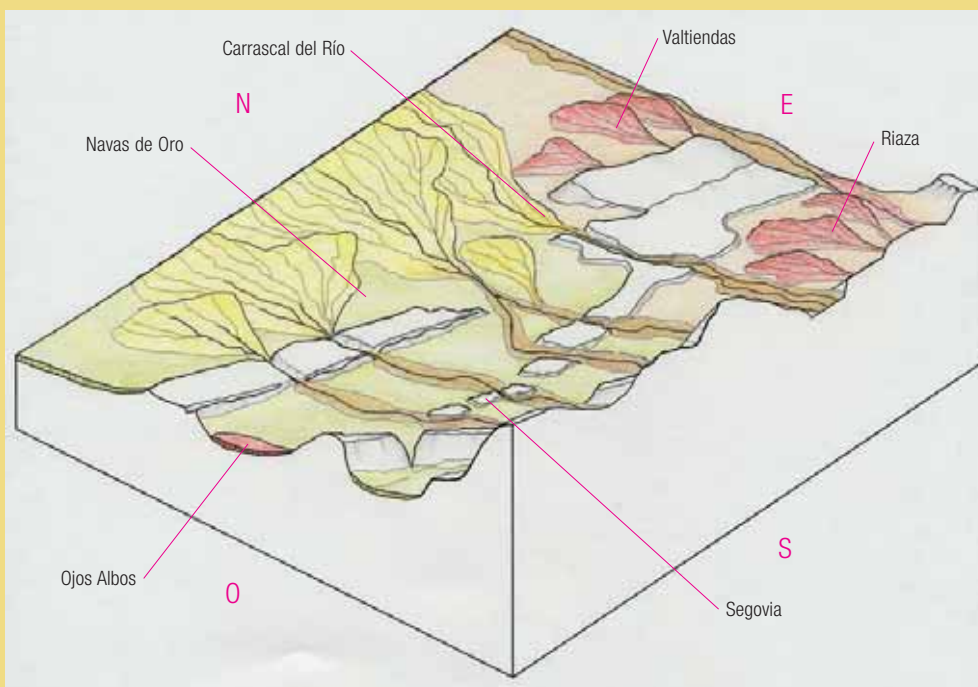 Valtiendas
Carrascal del Río
N
E
Riaza
Navas de Oro
S
Ojos Albos
O
Segovia